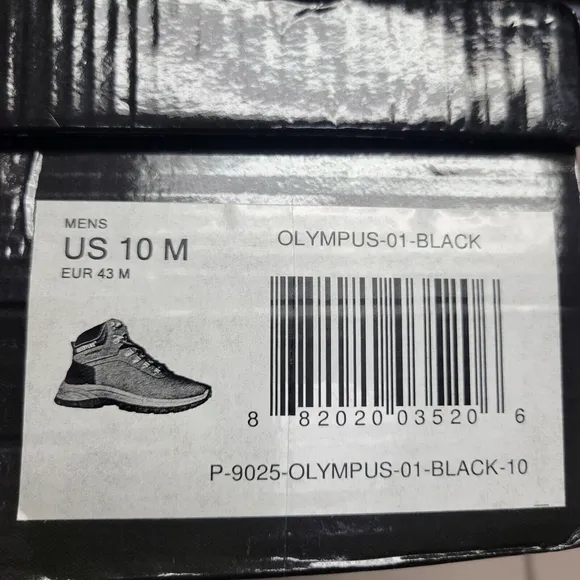 MENS
US 10 M
EUR 43 M
OLYMPUS-01-BLACK
8 82020 03520 6
P-9025-OLYMPUS-01-BLACK-10